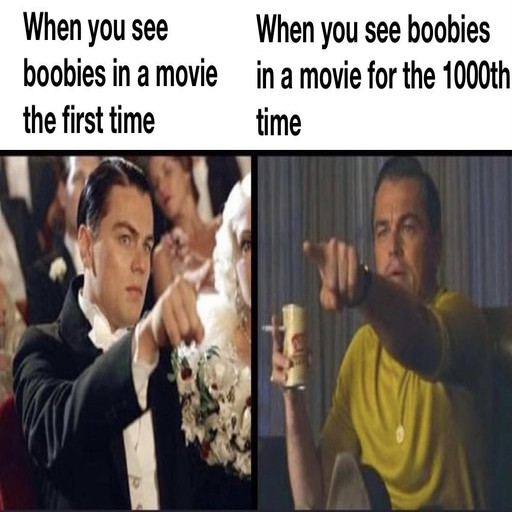 When you see
boobies in a movie
the first time
When you see boobies
in a movie for the 1000th
time